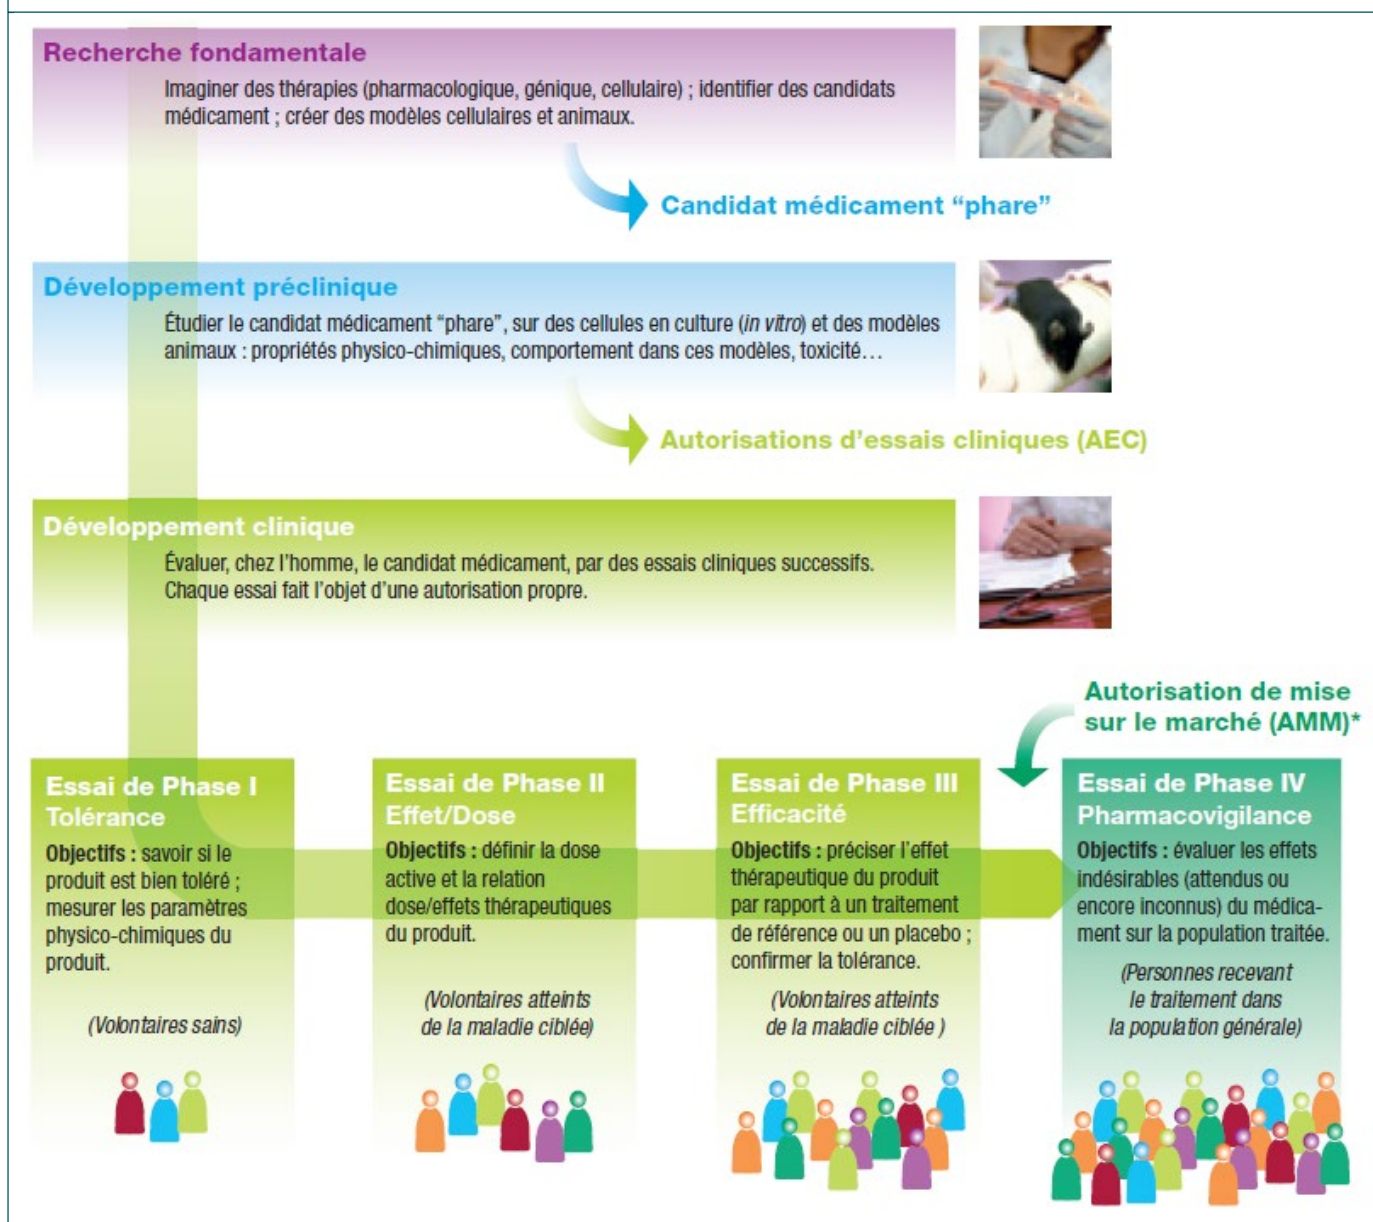 Recherche fondamentale
Imaginer des thérapies (pharmacologique, génique, cellulaire) ; identifier des candidats
médicament ; créer des modèles cellulaires et animaux.
Candidat médicament “phare”
Développement préclinique
Étudier le candidat médicament “phare”, sur des cellules en culture (in vitro) et des modèles
animaux : propriétés physico-chimiques, comportement dans ces modèles, toxicité…
Autorisations d’essais cliniques (AEC)
Développement clinique
Évaluer, chez l’homme, le candidat médicament, par des essais cliniques successifs.
Chaque essai fait l’objet d’une autorisation propre.
Autorisation de mise
sur le marché (AMM)*
Essai de Phase I
Tolérance
Objectifs : savoir si le
produit est bien toléré ;
mesurer les paramètres
physico-chimiques du
produit.
(Volontaires sains)
Essai de Phase II
Effet/Dose
Objectifs : définir la dose
active et la relation
dose/effets thérapeutiques
du produit.
(Volontaires atteints
de la maladie ciblée)
Essai de Phase III
Efficacité
Objectifs : préciser l’effet
thérapeutique du produit
par rapport à un traitement
de référence ou un placebo ;
confirmer la tolérance.
(Volontaires atteints
de la maladie ciblée )
Essai de Phase IV
Pharmacovigilance
Objectifs : évaluer les effets
indésirables (attendus ou
encore inconnus) du médica-
ment sur la population traitée.
(Personnes recevant
le traitement dans
la population générale)